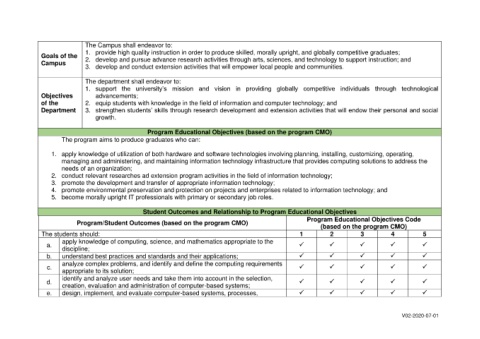 Goals of the Campus
The Campus shall endeavor to:
1. provide high quality instruction in order to produce skilled, morally upright, and globally competitive graduates;
2. develop and pursue advance research activities through arts, sciences, and technology to support instruction; and
3. develop and conduct extension activities that will empower local people and communities.
Objectives of the Department
The department shall endeavor to:
1. support the university's mission and vision in providing globally competitive individuals through technological
advancements;
2. equip students with knowledge in the field of information and computer technology; and
3. strengthen students' skills through research development and extension activities that will endow their personal and social
growth.
Program Educational Objectives (based on the program CMO)
The program aims to produce graduates who can:
1. apply knowledge of utilization of both hardware and software technologies involving planning, installing, customizing, operating,
managing and administering, and maintaining information technology infrastructure that provides computing solutions to address the
needs of an organization;
2. conduct relevant researches ad extension program activities in the field of information technology;
3. promote the development and transfer of appropriate information technology;
4. promote environmental preservation and protection on projects and enterprises related to information technology; and
5. become morally upright IT professionals with primary or secondary job roles.
Student Outcomes and Relationship to Program Educational Objectives
Program/Student Outcomes (based on the program CMO)
Program Educational Objectives Code
(based on the program CMO)
The students should: 1 2 3 4 5
a. apply knowledge of computing, science, and mathematics appropriate to the
discipline; ✓ ✓ ✓ ✓ ✓
b. understand best practices and standards and their applications; ✓ ✓ ✓ ✓ ✓
c. analyze complex problems, and identify and define the computing requirements
appropriate to its solution; ✓ ✓ ✓ ✓ ✓
d. identify and analyze user needs and take them into account in the selection,
creation, evaluation and administration of computer-based systems; ✓ ✓ ✓ ✓ ✓
e. design, implement, and evaluate computer-based systems, processes, ✓ ✓ ✓ ✓ ✓
V02-2020-07-01